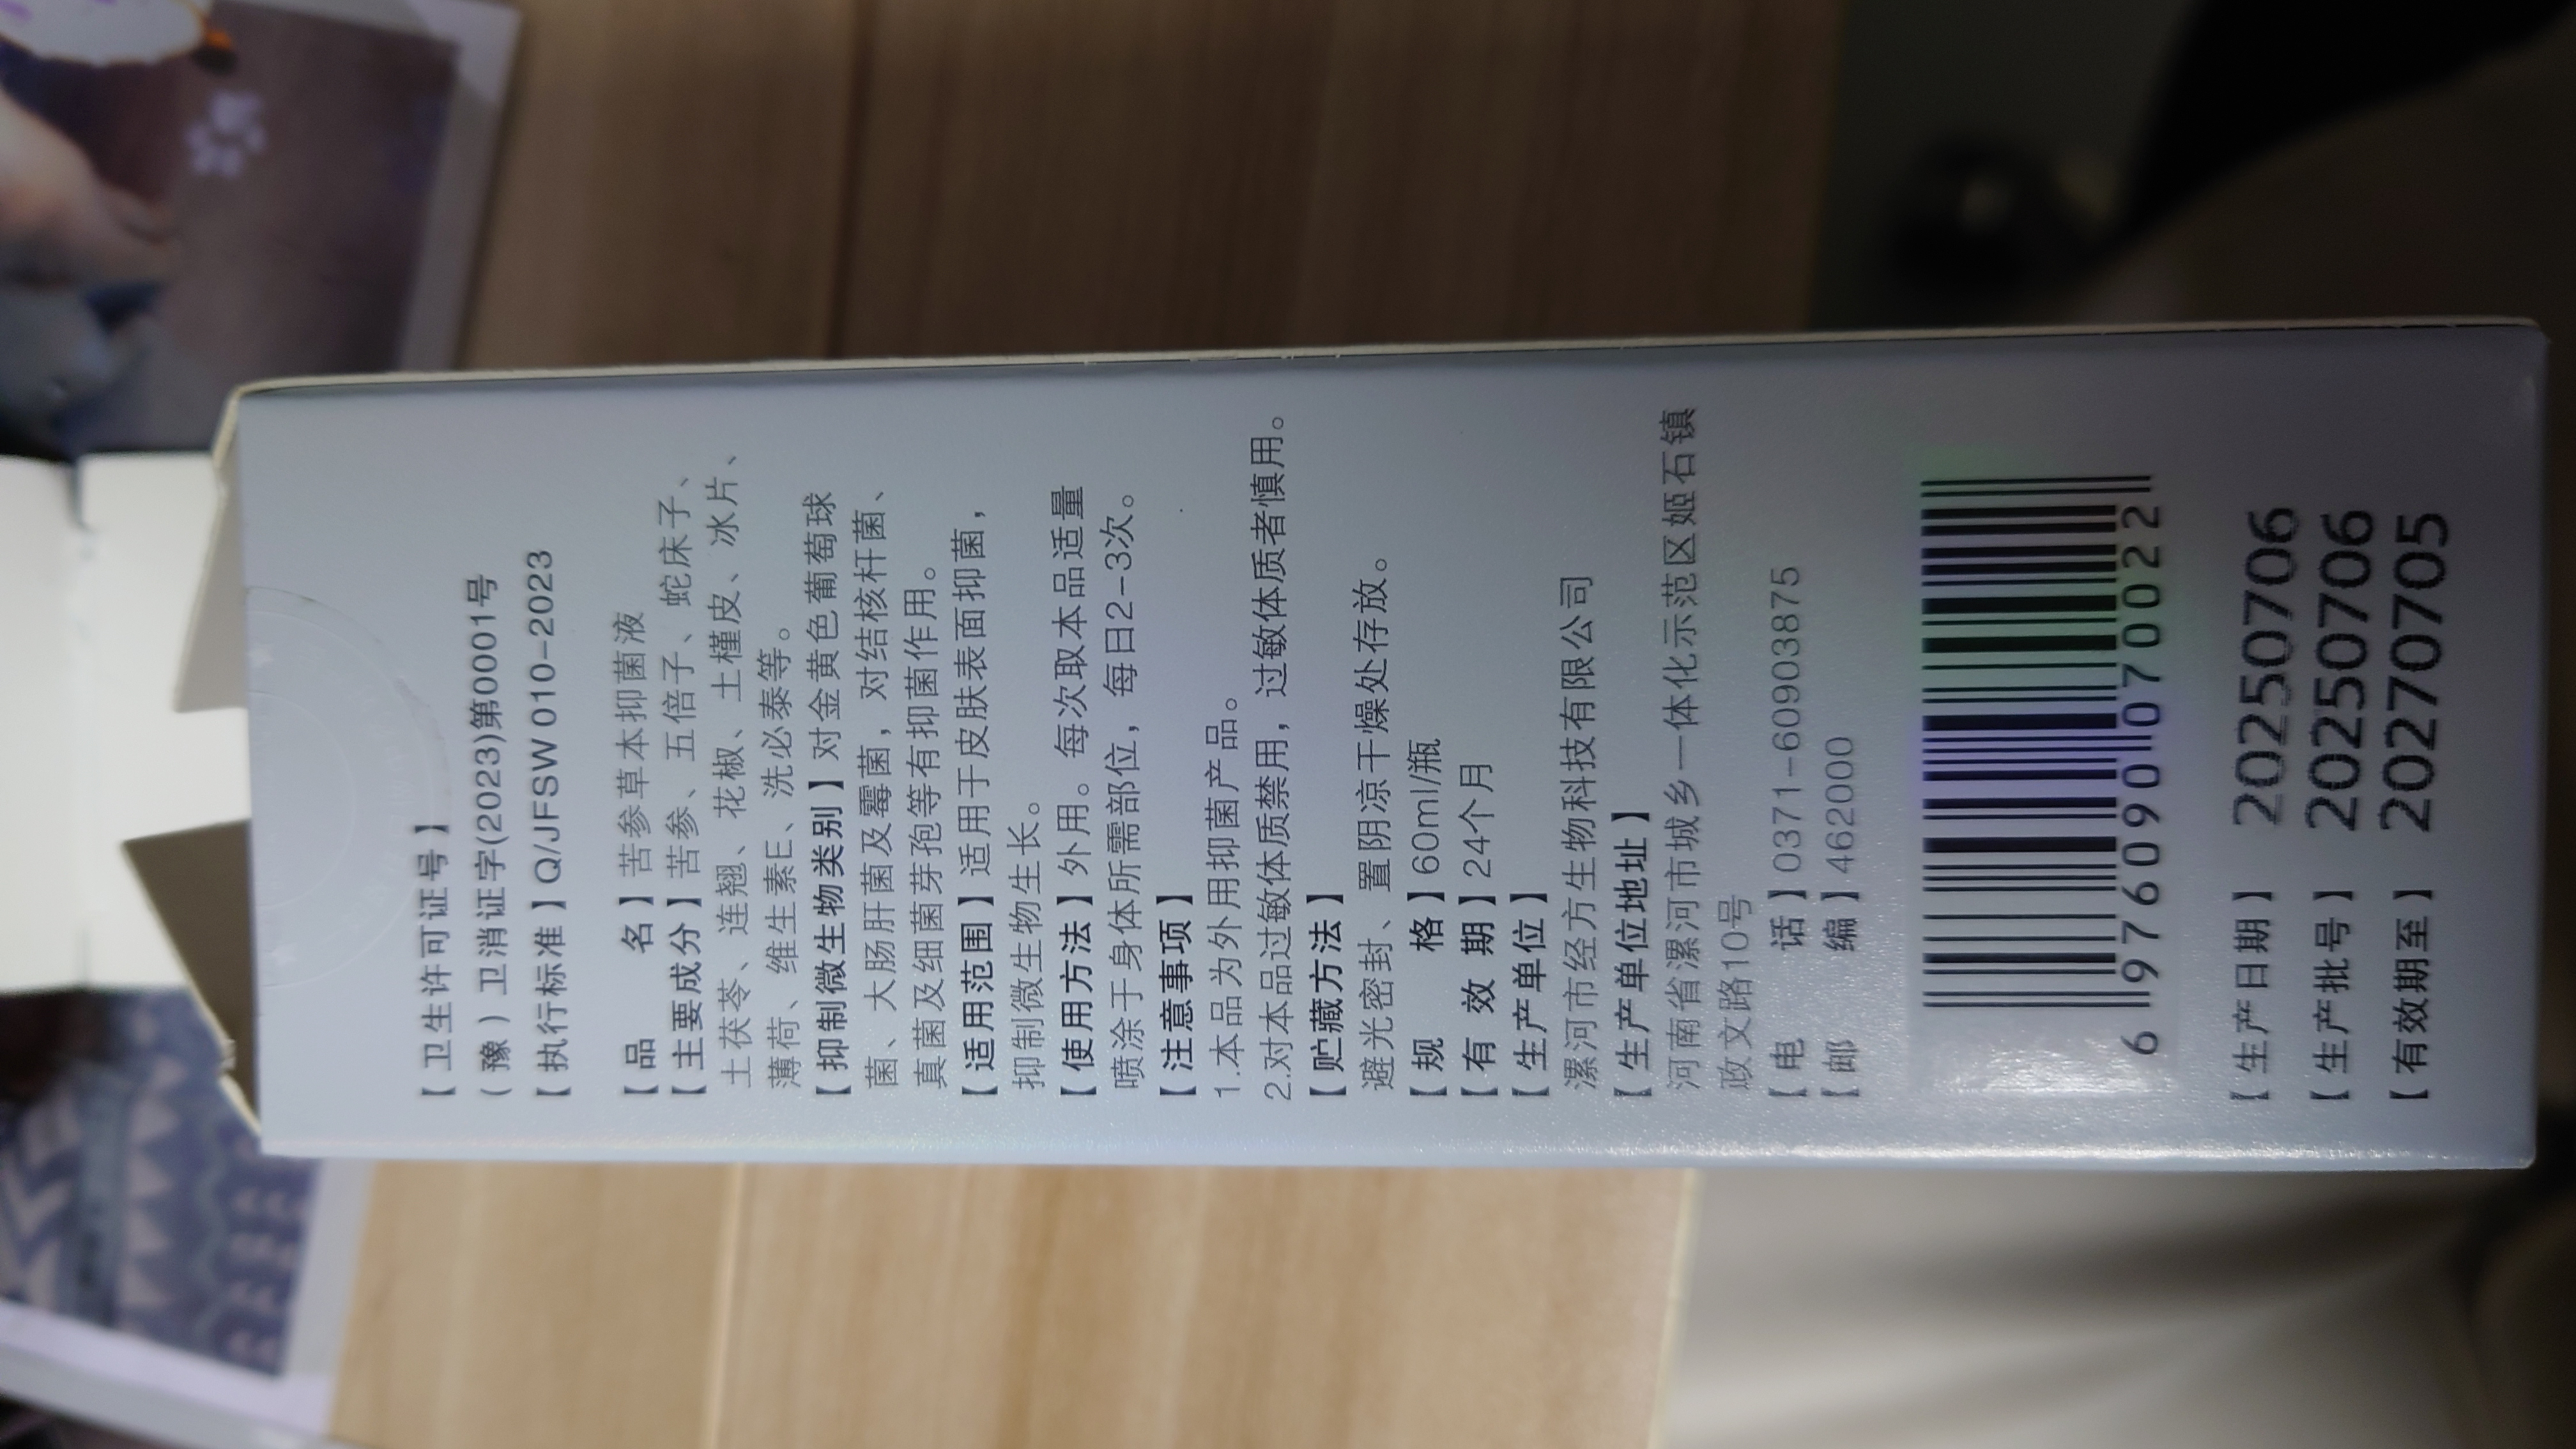 【卫生许可证号】
（豫）卫消证字(2023)第0001号
【执行标准】Q/JFSW 010-2023
【品　　名】苦参草本抑菌液
【主要成分】苦参、五倍子、蛇床子、
土茯苓、连翘、花椒、土槿皮、冰片、
薄荷、维生素E、洗必泰等。
【抑制微生物类别】对金黄色葡萄球
菌、大肠肝菌及霉菌，对结核杆菌、
真菌及细菌芽孢等有抑菌作用。
【适用范围】适用于皮肤表面抑菌，
抑制微生物生长。
【使用方法】外用。每次取本品适量
喷涂于身体所需部位，每日2-3次。
【注意事项】
1.本品为外用抑菌产品。
2.对本品过敏体质禁用，过敏体质者慎用。
【贮藏方法】
避光密封、置阴凉干燥处存放。
【规　　格】60ml/瓶
【有 效 期】24个月
【生产单位】
漯河市经方生物科技有限公司
【生产单位地址】
河南省漯河市城乡一体化示范区姬石镇
政文路10号
【电　　话】0371-60903875
【邮　　编】462000
6 976090 070022
【生产日期】 20250706
【生产批号】 20250706
【有效期至】 20270705